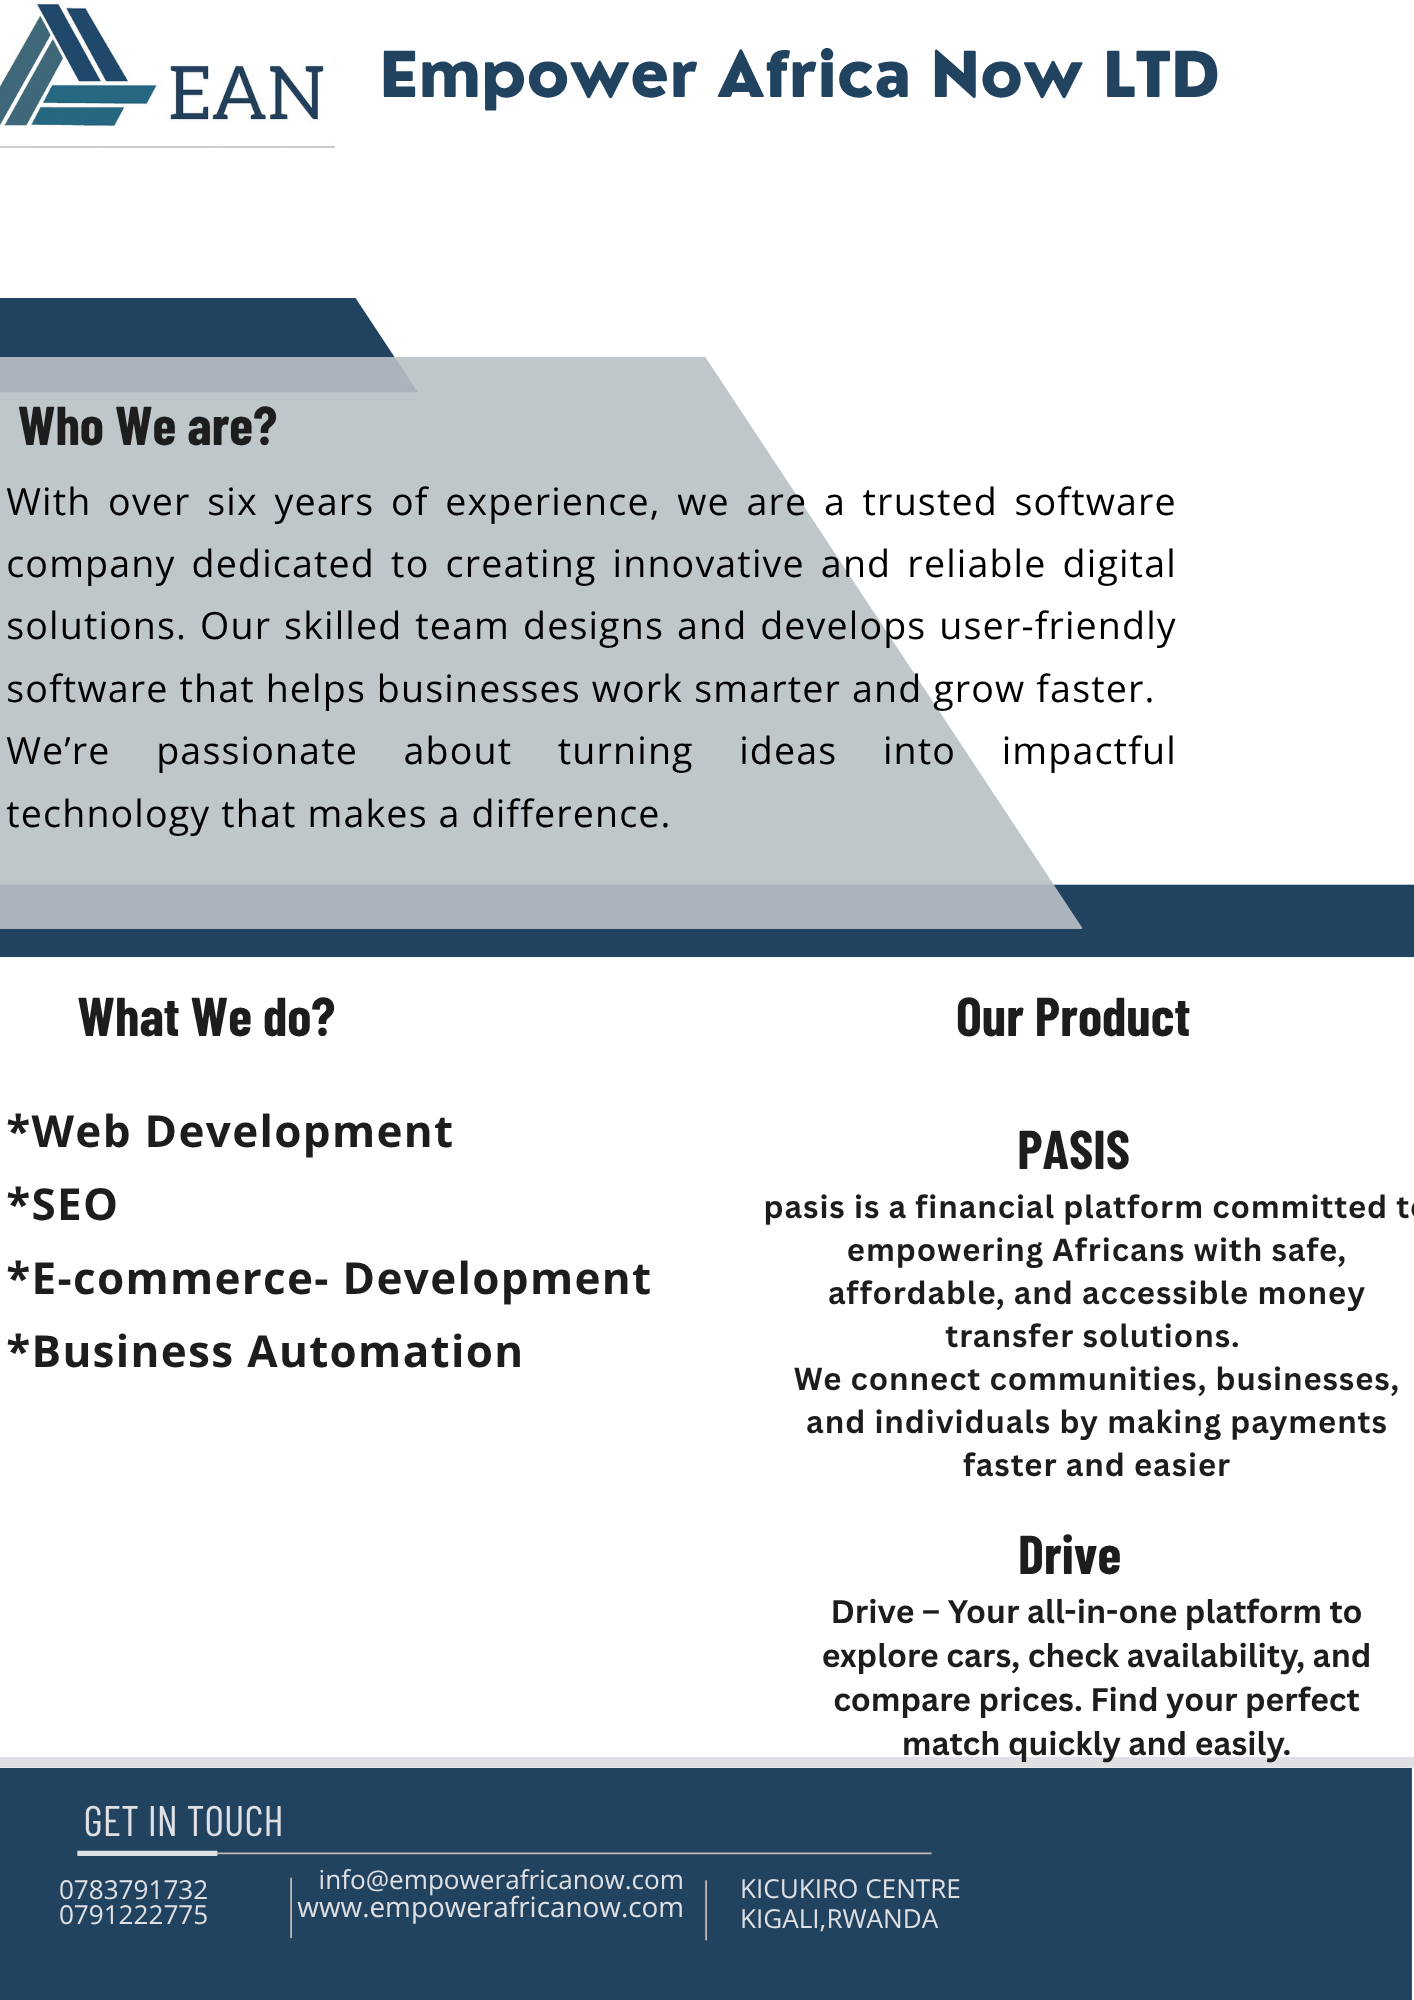 EAN
Empower Africa Now LTD
Who We are?
With over six years of experience, we are a trusted software
company dedicated to creating innovative and reliable digital
solutions. Our skilled team designs and develops user-friendly
software that helps businesses work smarter and grow faster.
We’re passionate about turning ideas into impactful
technology that makes a difference.
What We do?
*Web Development
*SEO
*E-commerce- Development
*Business Automation
Our Product
PASIS
pasis is a financial platform committed to
empowering Africans with safe,
affordable, and accessible money
transfer solutions.
We connect communities, businesses,
and individuals by making payments
faster and easier
Drive
Drive – Your all-in-one platform to
explore cars, check availability, and
compare prices. Find your perfect
match quickly and easily.
GET IN TOUCH
0783791732
0791222775
info@empowerafricanow.com
www.empowerafricanow.com
KICUKIRO CENTRE
KIGALI,RWANDA